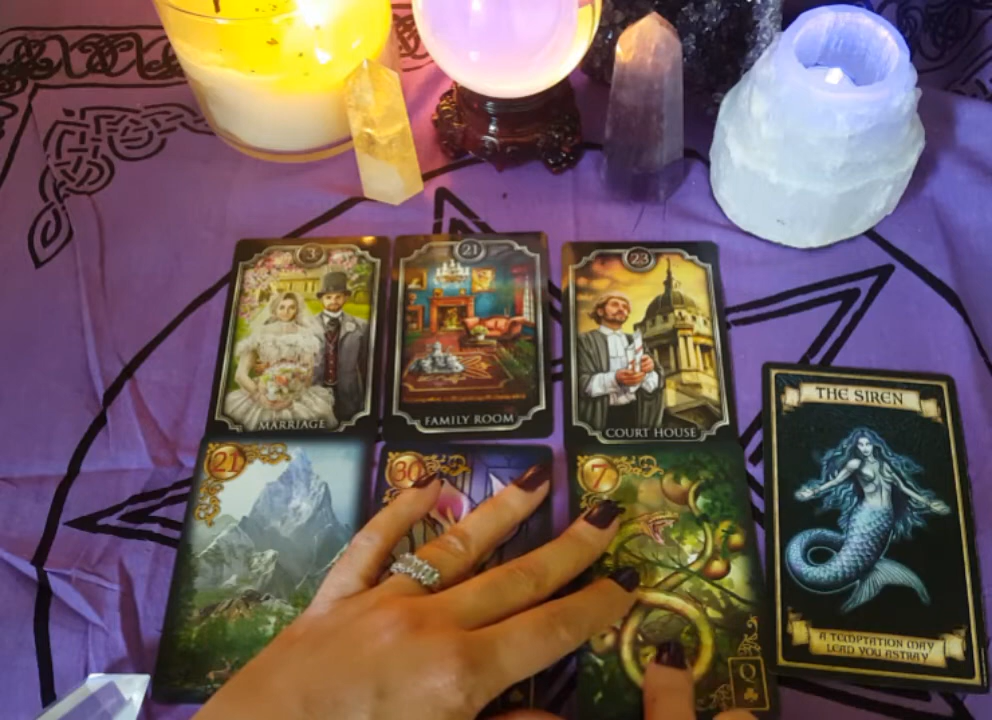 3
MARRIAGE
21
FAMILY ROOM
23
COURT HOUSE
21
30
7
Q
THE SIREN
A TEMPTATION MAY
LEAD YOU ASTRAY